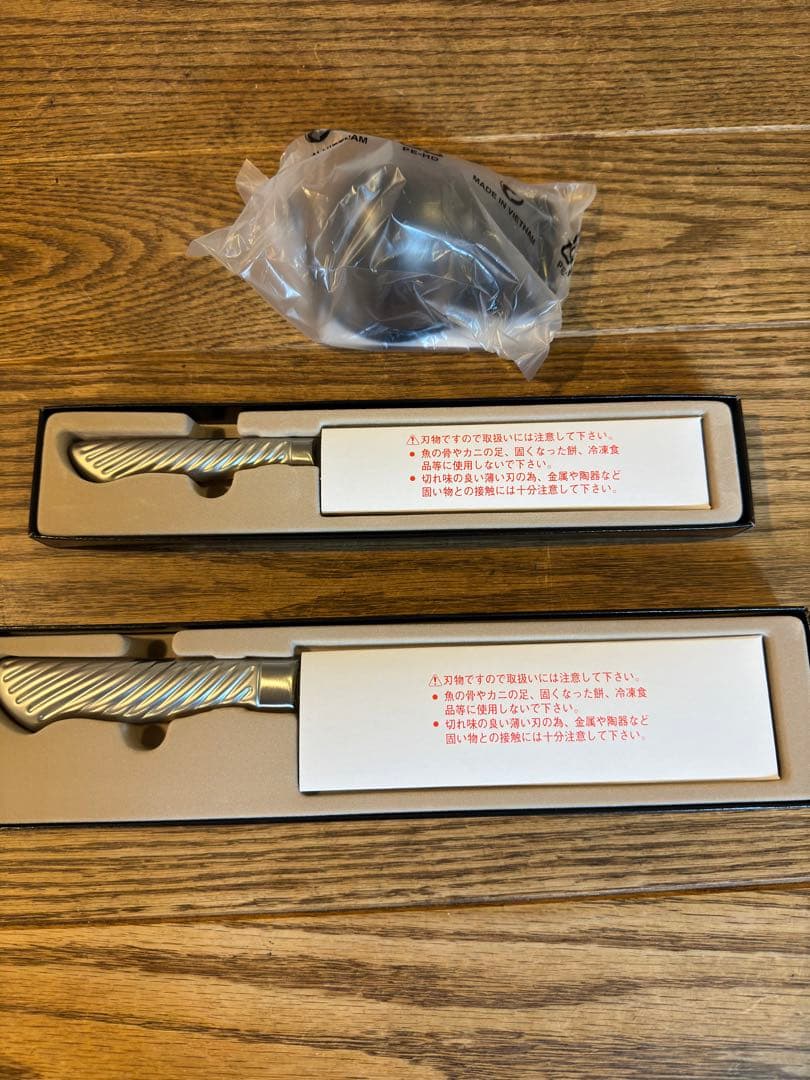 PE-HD
MADE IN VIETNAM
⚠刃物ですので取扱いには注意して下さい。
● 魚の骨やカニの足、固くなった餅、冷凍食
品等に使用しないで下さい。
● 切れ味の良い薄い刃の為、金属や陶器など
固い物との接触には十分注意して下さい。
⚠刃物ですので取扱いには注意して下さい。
● 魚の骨やカニの足、固くなった餅、冷凍食
品等に使用しないで下さい。
● 切れ味の良い薄い刃の為、金属や陶器など
固い物との接触には十分注意して下さい。